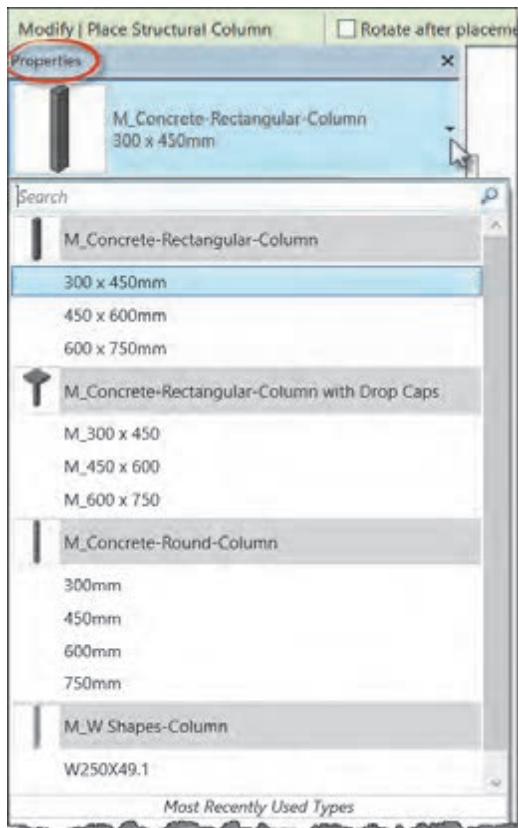 Modify | Place Structural Column Rotate after placeme
Properties
M_Concrete-Rectangular-Column
300 x 450mm
Search
M_Concrete-Rectangular-Column
300 x 450mm
450 x 600mm
600 x 750mm
M_Concrete-Rectangular-Column with Drop Caps
M_300 x 450
M_450 x 600
M_600 x 750
M_Concrete-Round-Column
300mm
450mm
600mm
750mm
M_W Shapes-Column
W250X49.1
Most Recently Used Types